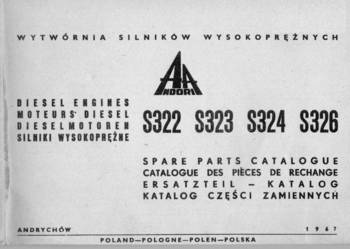 WYTWÓRNIA SILNIKÓW WYSOKOPRĘŻNYCH
ANDORIA
DIESEL ENGINES
MOTEURS DIESEL
DIESELMOTOREN
SILNIKI WYSOKOPRĘŻNE
S322 S323 S324 S326
SPARE PARTS CATALOGUE
CATALOGUE DES PIÈCES DE RECHANGE
ERSATZTEIL – KATALOG
KATALOG CZĘŚCI ZAMIENNYCH
ANDRYCHÓW
1967
POLAND—POLOGNE—POLEN—POLSKA